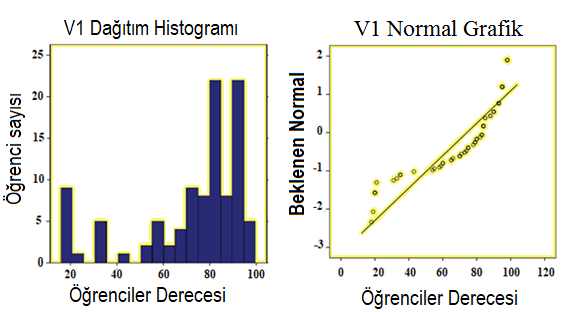 V1 Dağıtım Histogramı
Öğrenci sayısı
25
20
15
10
5
0
20 40 60 80 100
Öğrenciler Derecesi
V1 Normal Grafik
Beklenen Normal
2
1
0
-1
-2
-3
0 20 40 60 80 100 120
Öğrenciler Derecesi